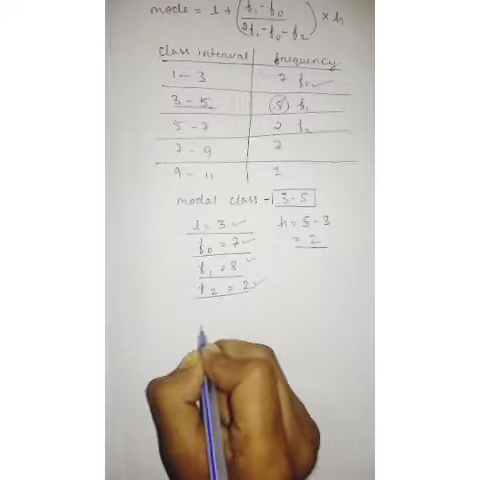 mode = l + (f₁ - f₀ / 2f₁ - f₀ - f₂) × h
class interval frequency
1 - 3 7 f₀ ✓
3 - 5 8 f₁
5 - 7 2 f₂
7 - 9 2
9 - 11 1
modal class - 3 - 5
l = 3 ✓ h = 5 - 3
f₀ = 7 ✓ = 2
f₁ = 8 ✓
f₂ = 2 ✓